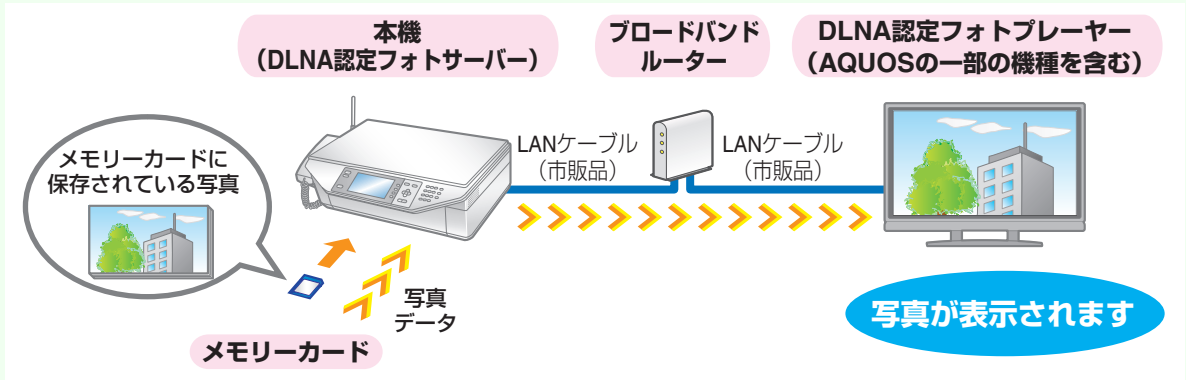 本機
（DLNA認定フォトサーバー）
ブロードバンド
ルーター
DLNA認定フォトプレーヤー
（AQUOSの一部の機種を含む）
メモリーカードに
保存されている写真
LANケーブル
（市販品）
LANケーブル
（市販品）
写真
データ
メモリーカード
写真が表示されます